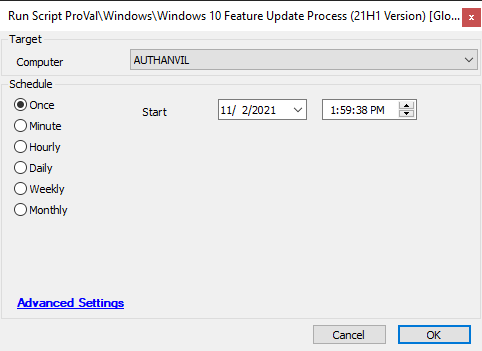 Run Script ProVal\Windows\Windows 10 Feature Update Process (21H1 Version) [Glo...
Target
Computer
AUTHANVIL
Schedule
Once
Start
11/ 2/2021
1:59:38 PM
Minute
Hourly
Daily
Weekly
Monthly
Advanced Settings
Cancel
OK